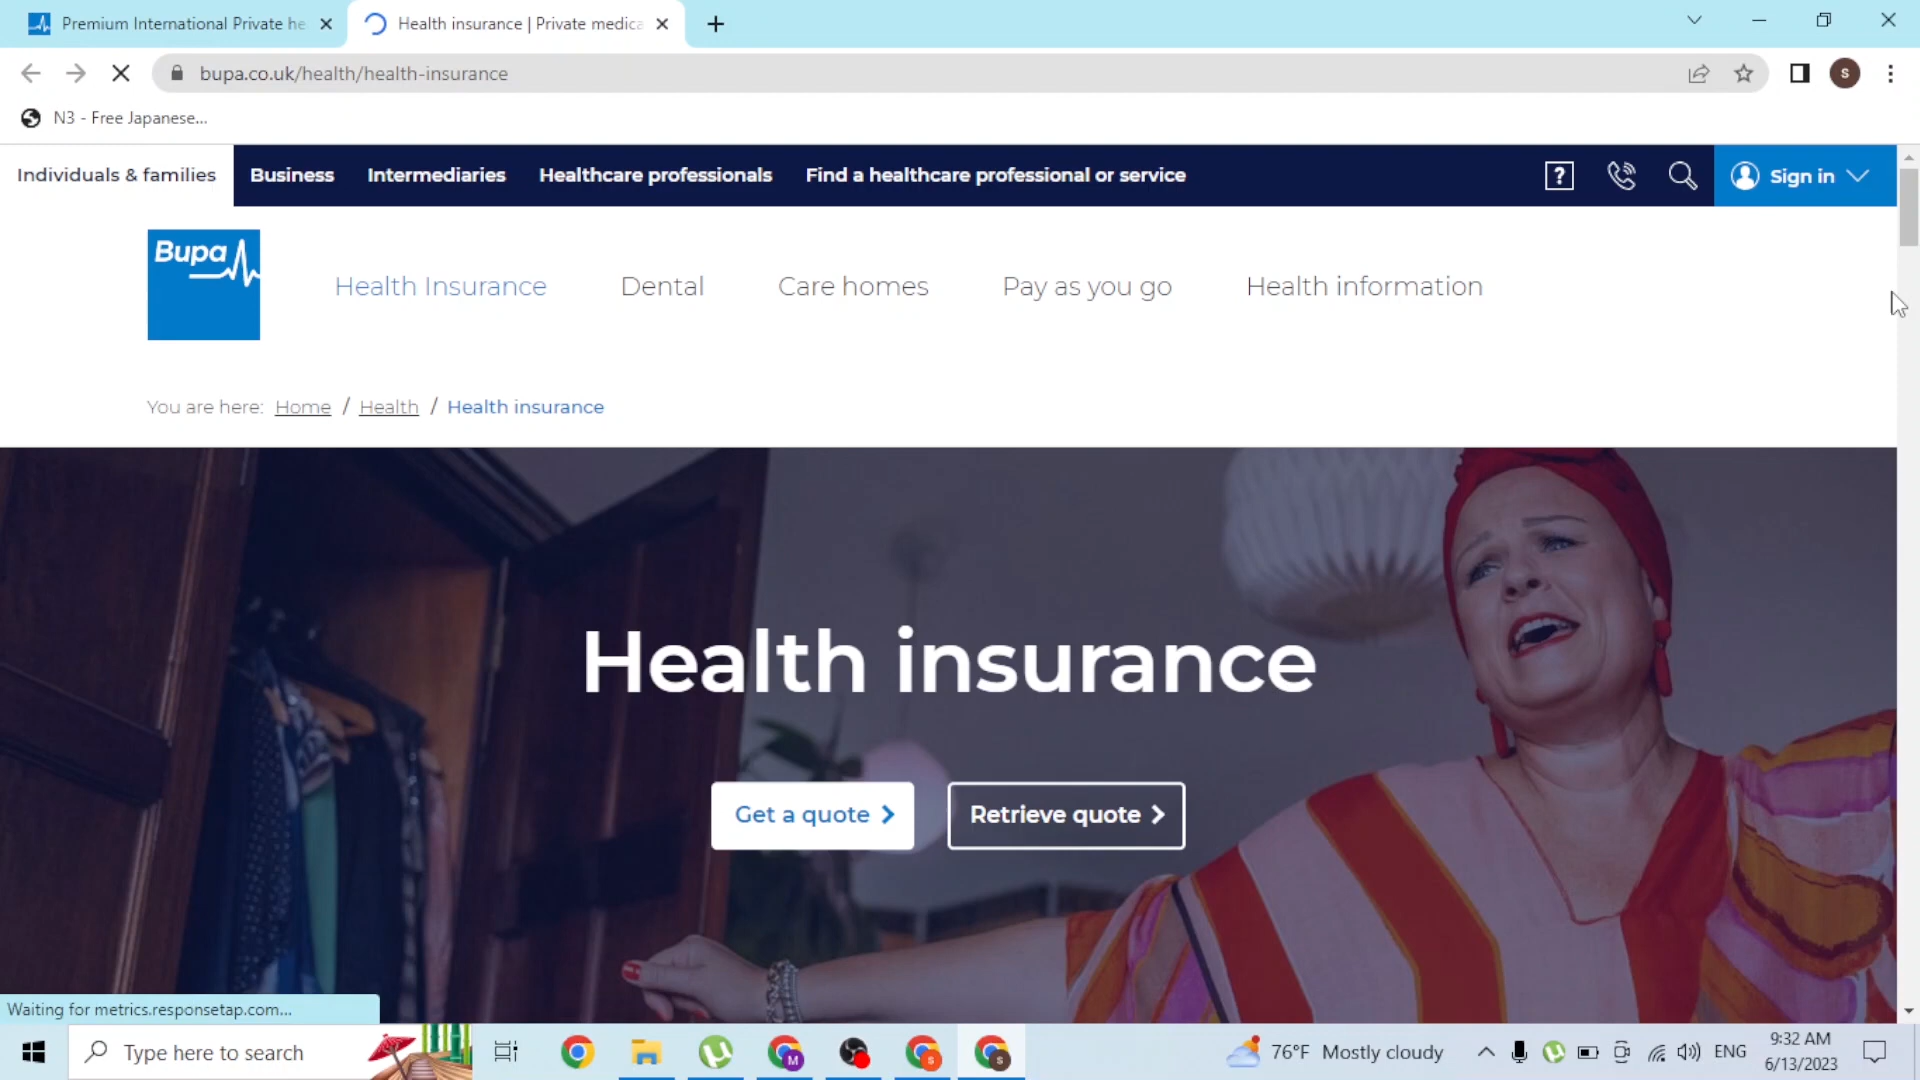 Premium International Private he
Health insurance | Private medica
bupa.co.uk/health/health-insurance
S
N3 - Free Japanese...
Individuals & families
Business
Intermediaries
Healthcare professionals
Find a healthcare professional or service
?
Sign in
Bupa
Health Insurance
Dental
Care homes
Pay as you go
Health information
You are here: Home / Health / Health insurance
Health insurance
Get a quote
Retrieve quote
Waiting for metrics.responsetap.com...
Type here to search
M
S
S
76°F Mostly cloudy
ENG
9:32 AM
6/13/2023